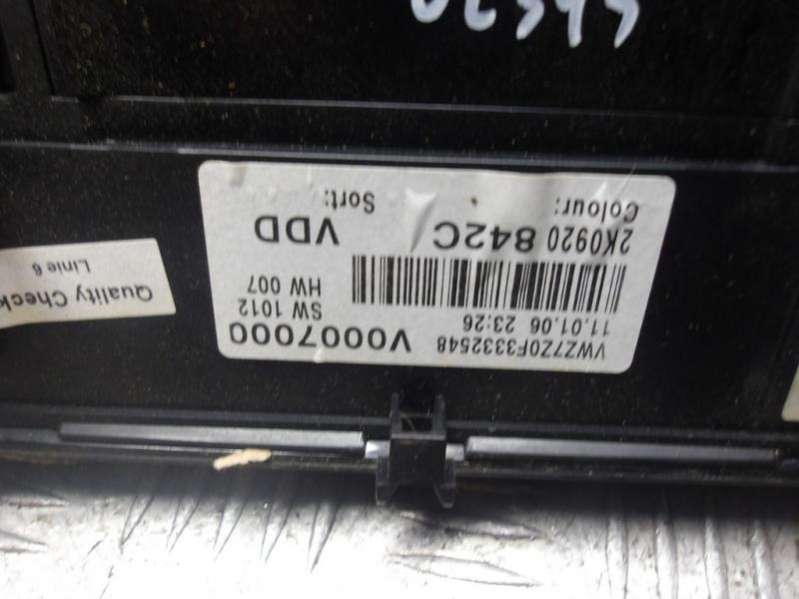 VWZ7Z0F3332548 V0007000
11.01.06 23:26 SW 1012
HW 007
2K0920 842C VDD
Colour: Sort:
Quality Check
Linie 6